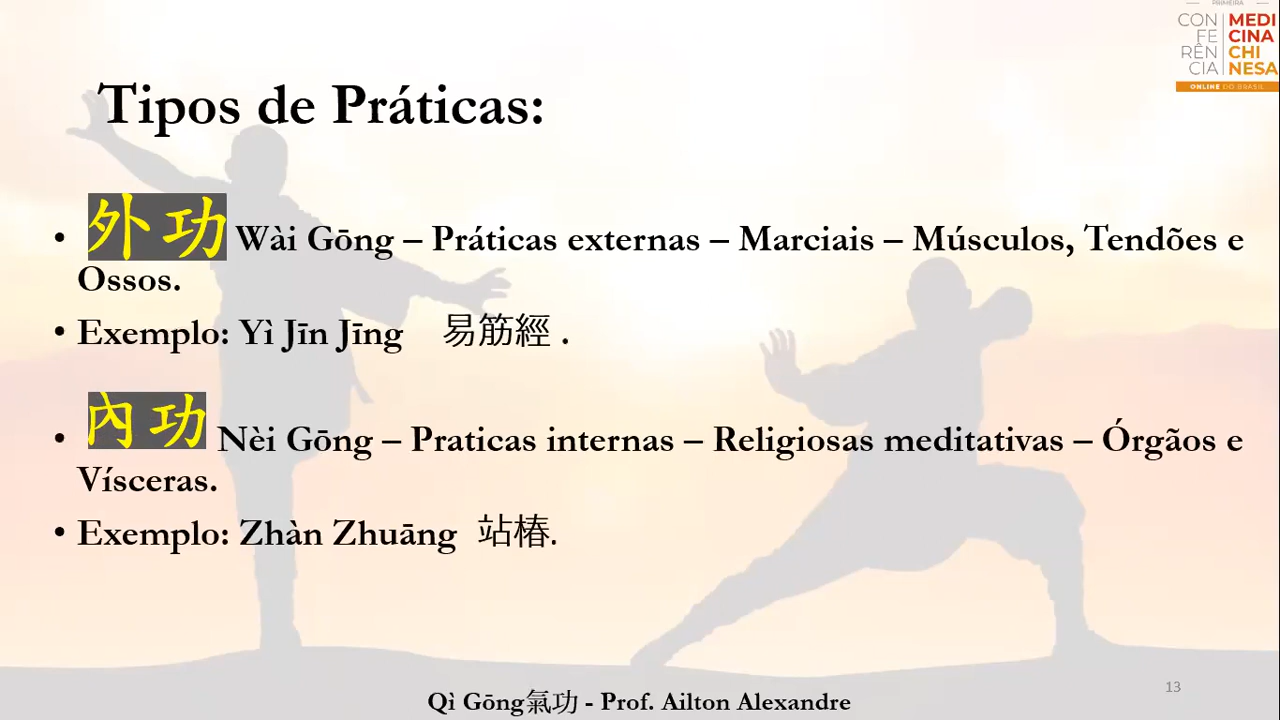 PRIMEIRA
CON
FE
RÊN
CIA
MEDI
CINA
CHI
NESA
ONLINE DO BRASIL
Tipos de Práticas:
• 外功 Wài Gōng – Práticas externas – Marciais – Músculos, Tendões e
Ossos.
• Exemplo: Yì Jīn Jīng 易筋經 .
• 內功 Nèi Gōng – Praticas internas – Religiosas meditativas – Órgãos e
Vísceras.
• Exemplo: Zhàn Zhuāng 站樁.
13
Qì Gōng氣功 - Prof. Ailton Alexandre